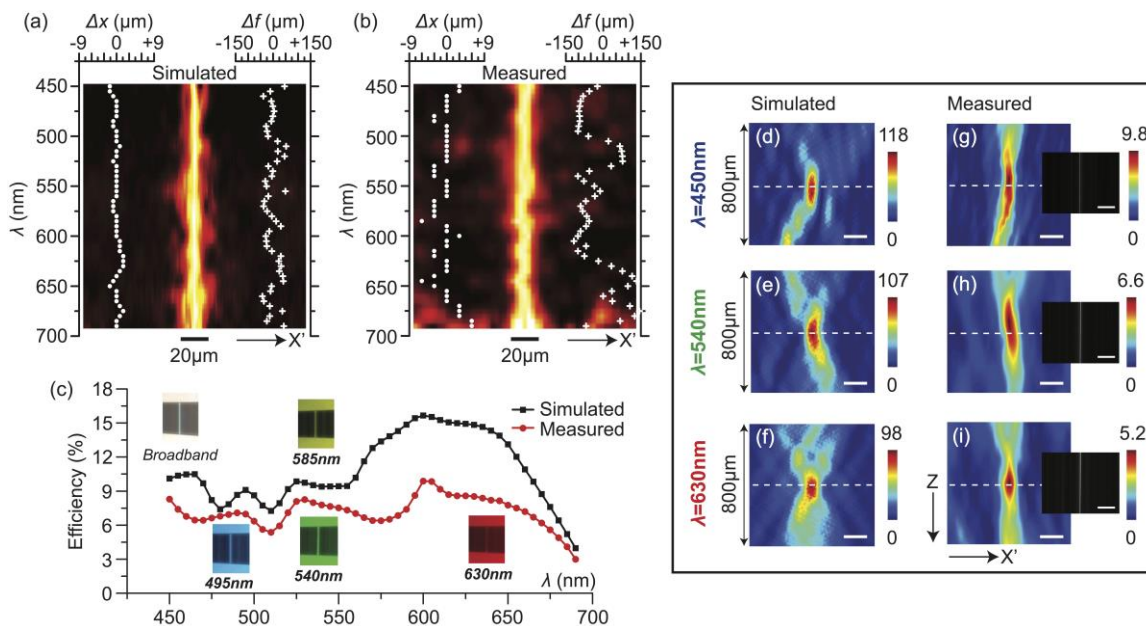 (a) Δx (µm) Δf (µm) (b) Δx (µm) Δf (µm)
-9 0 +9 -150 0 +150 -9 0 +9 -150 0 +150
Simulated Measured
450 450
500 500
550 550
600 600
650 650
700 700
λ (nm) λ (nm)
20µm X' 20µm X'
(c)
18
15
12
9
6
3
0
Efficiency (%)
Simulated
Measured
Broadband
585nm
495nm
540nm
630nm
λ (nm)
450 500 550 600 650 700
Simulated Measured
λ=450nm
800µm
(d) 118 0
(g) 9.8 0
λ=540nm
800µm
(e) 107 0
(h) 6.6 0
λ=630nm
800µm
(f) 98 0
(i) 5.2 0
Z
X'